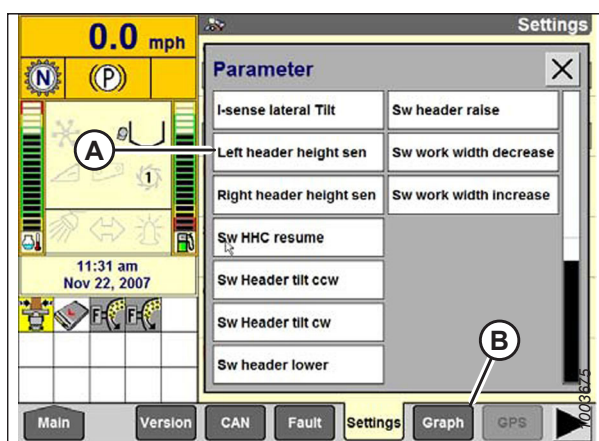 0.0 mph
Settings
N
(P)
Parameter
X
I-sense lateral Tilt
Sw header raise
A
Left header height sen
Sw work width decrease
1
Right header height sen
Sw work width increase
Sw HHC resume
11:31 am
Nov 22, 2007
Sw Header tilt ccw
F
F
Sw Header tilt cw
B
Sw header lower
Main
Version
CAN
Fault
Settings
Graph
GPS
1003675